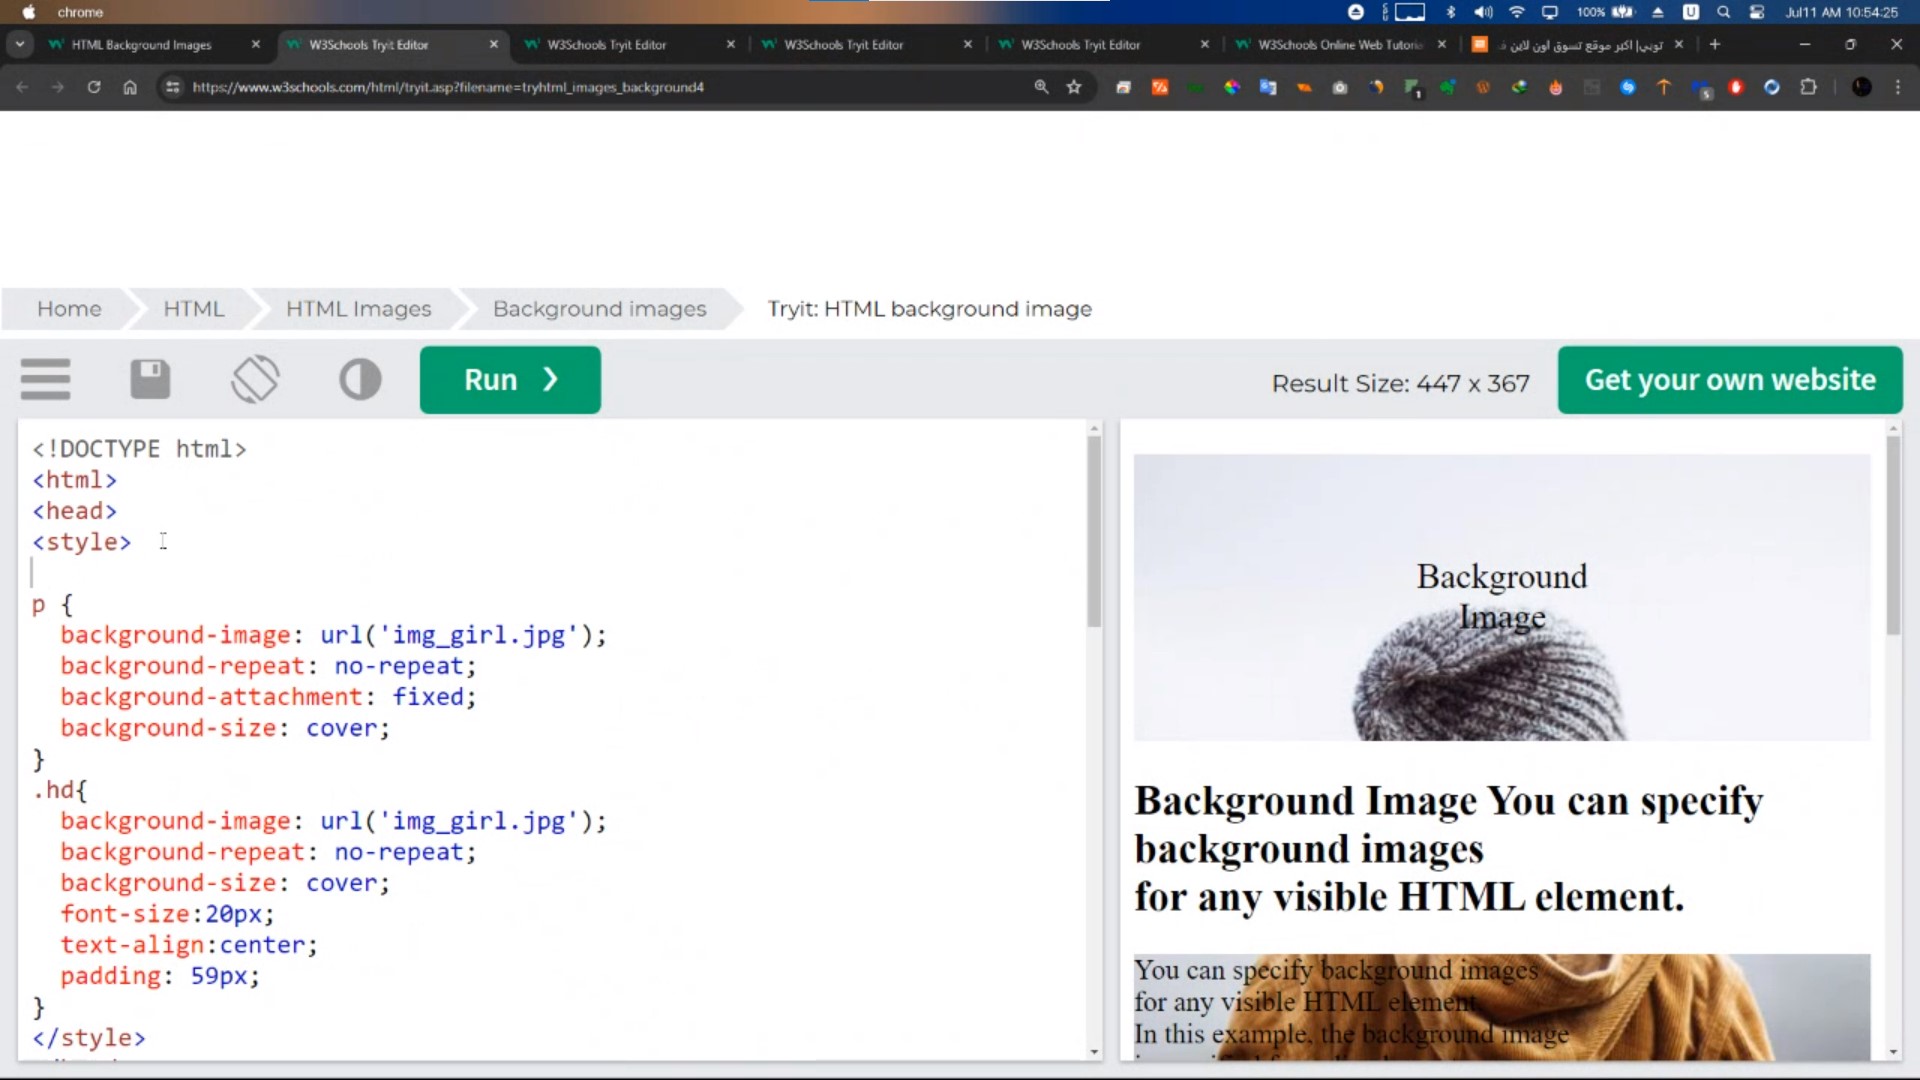 chrome
100%
U
Jul11 AM 10:54:25
HTML Background Images
W3Schools Tryit Editor
W3Schools Tryit Editor
W3Schools Tryit Editor
W3Schools Tryit Editor
W3Schools Online Web Tutoria
توبي| اكبر موقع تسوق اون لاين ف
https://www.w3schools.com/html/tryit.asp?filename=tryhtml_images_background4
Home
HTML
HTML Images
Background images
Tryit: HTML background image
Run ❯
Result Size: 447 x 367
Get your own website
<!DOCTYPE html>
<html>
<head>
<style>
p {
background-image: url('img_girl.jpg');
background-repeat: no-repeat;
background-attachment: fixed;
background-size: cover;
}
.hd{
background-image: url('img_girl.jpg');
background-repeat: no-repeat;
background-size: cover;
font-size:20px;
text-align:center;
padding: 59px;
}
</style>
Background
Image
Background Image You can specify
background images
for any visible HTML element.
You can specify background images
for any visible HTML element.
In this example, the background image